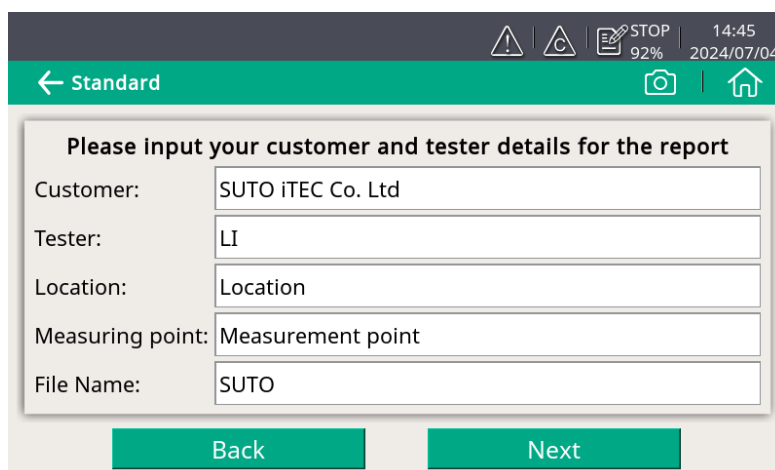 STOP 14:45
92% 2024/07/04
Standard
Please input your customer and tester details for the report
Customer: SUTO iTEC Co. Ltd
Tester: LI
Location: Location
Measuring point: Measurement point
File Name: SUTO
Back Next